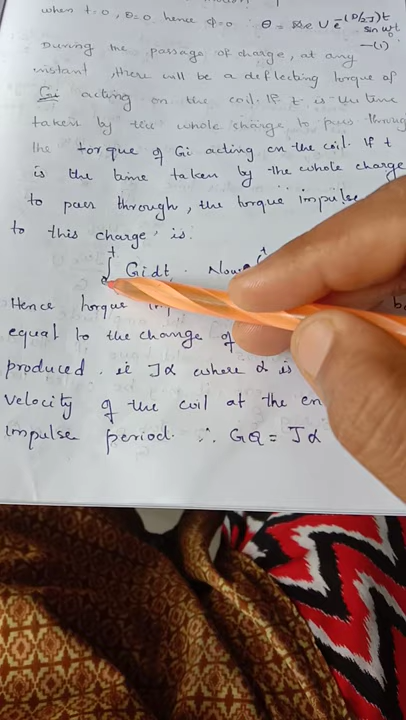 when t=0, θ=0. hence φ=0 ∴ θ = U e^-(D/2J)t sin ωt
—(1)
During the passage of charge, at any
instant, there will be a deflecting torque of
Gi acting on the coil. If t is the time
taken by the whole charge to pass through
the torque of Gi acting on the coil. If t
is the time taken by the whole charge
to pass through, the torque impulse
to this charge is
∫ t Gi dt. Now
Hence torque
equal to the change of
produced. ie Jα where α is
velocity of the coil at the en
impulse period. ∴ GQ = Jα